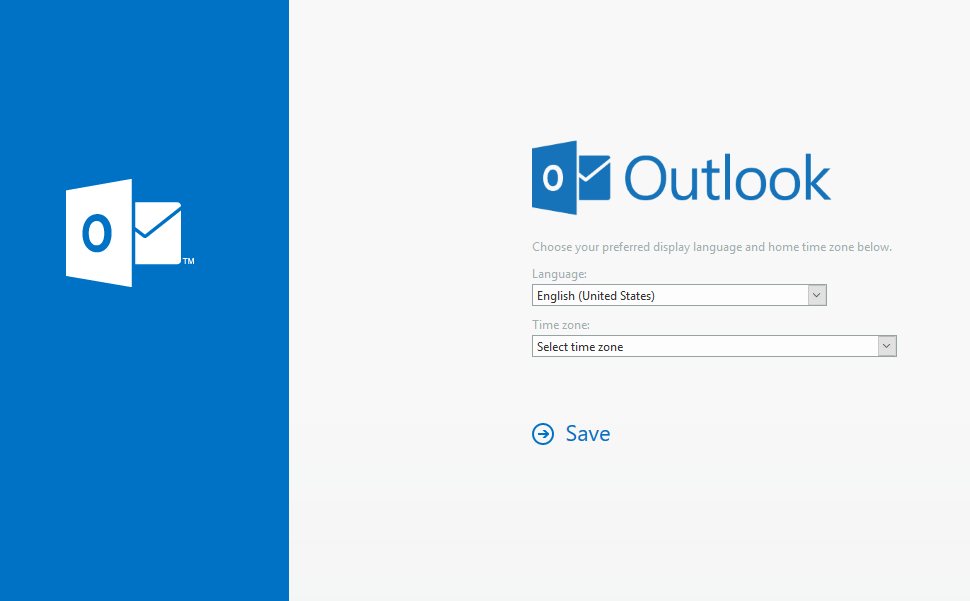 O
TM
O Outlook
Choose your preferred display language and home time zone below.
Language:
English (United States)
Time zone:
Select time zone
Save